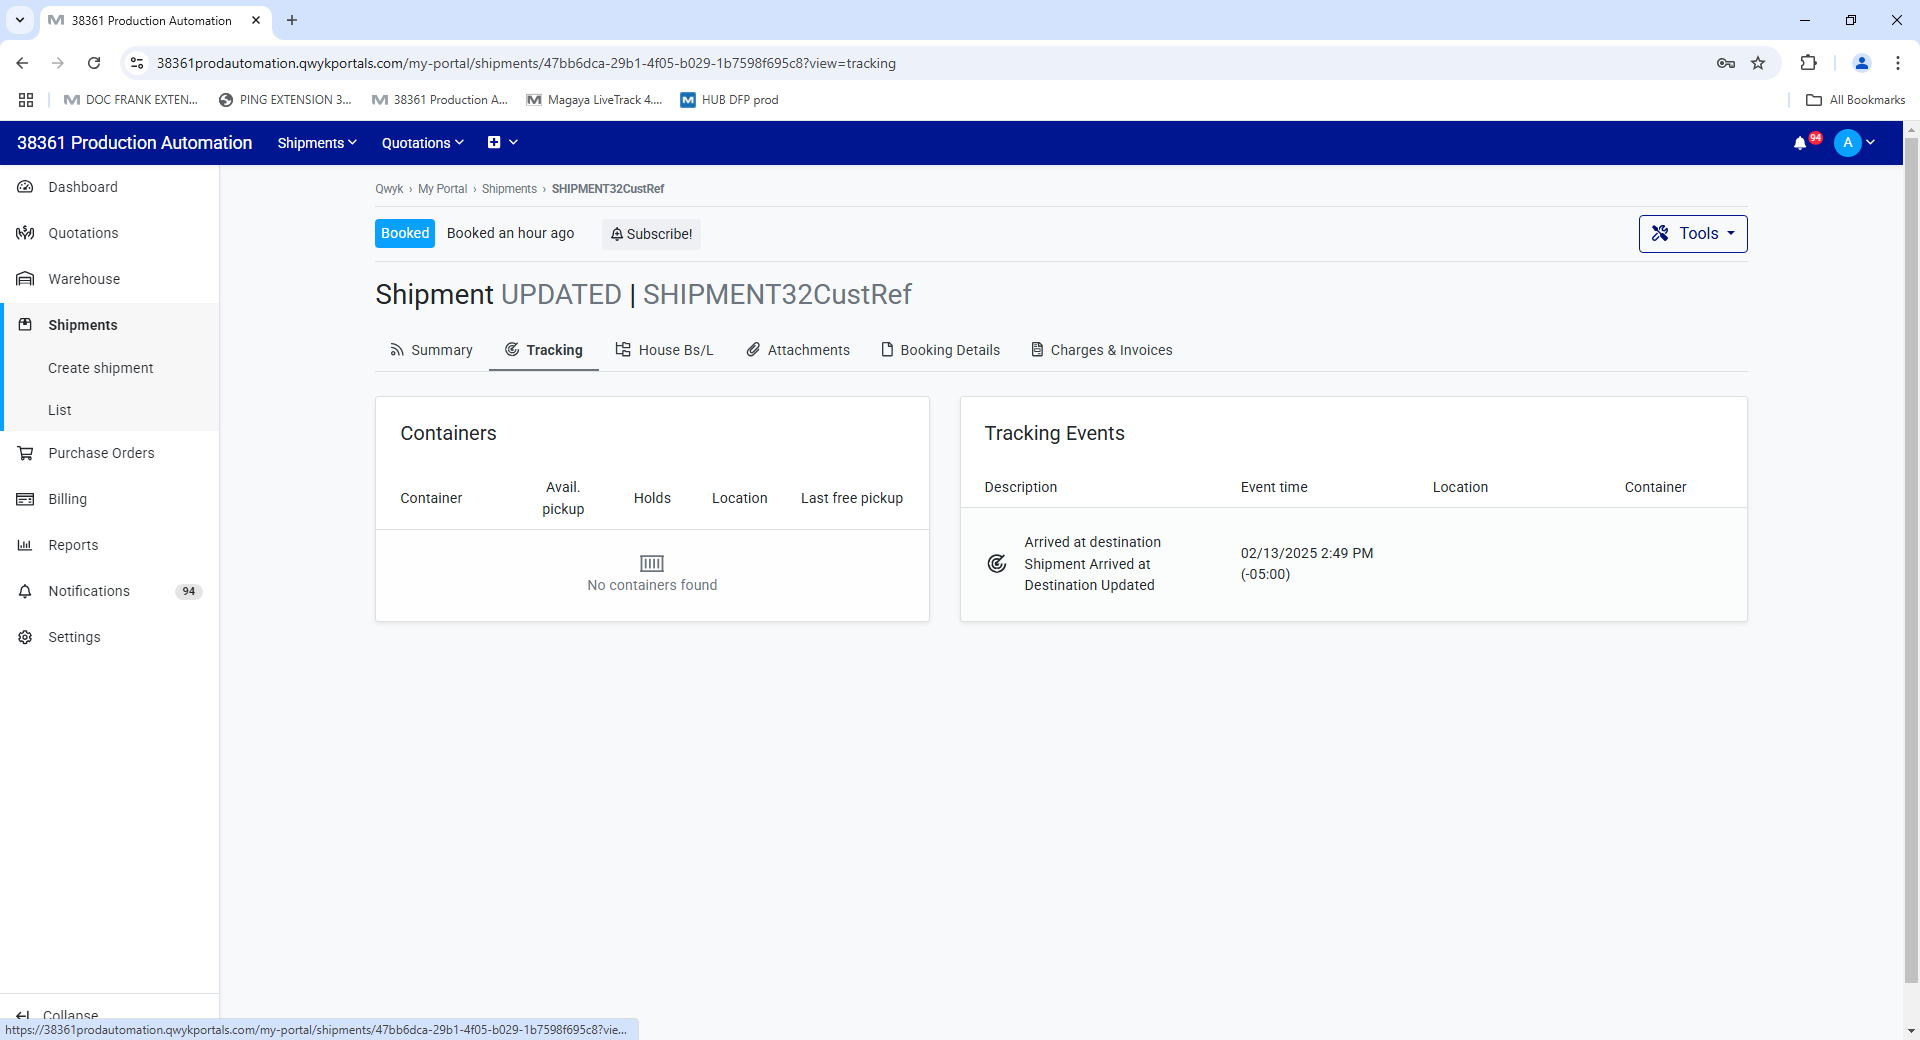 38361 Production Automation
38361prodautomation.qwykportals.com/my-portal/shipments/47bb6dca-29b1-4f05-b029-1b7598f695c8?view=tracking
DOC FRANK EXTEN... PING EXTENSION 3... 38361 Production A... Magaya LiveTrack 4.... HUB DFP prod All Bookmarks
38361 Production Automation Shipments Quotations 94 A
Dashboard
Quotations
Warehouse
Shipments
Create shipment
List
Purchase Orders
Billing
Reports
Notifications 94
Settings
Collapse
Qwyk › My Portal › Shipments › SHIPMENT32CustRef
Booked Booked an hour ago Subscribe! Tools
Shipment UPDATED | SHIPMENT32CustRef
Summary Tracking House Bs/L Attachments Booking Details Charges & Invoices
Containers
Container Avail. pickup Holds Location Last free pickup
No containers found
Tracking Events
Description Event time Location Container
Arrived at destination
Shipment Arrived at
Destination Updated
02/13/2025 2:49 PM
(-05:00)
https://38361prodautomation.qwykportals.com/my-portal/shipments/47bb6dca-29b1-4f05-b029-1b7598f695c8?vie...